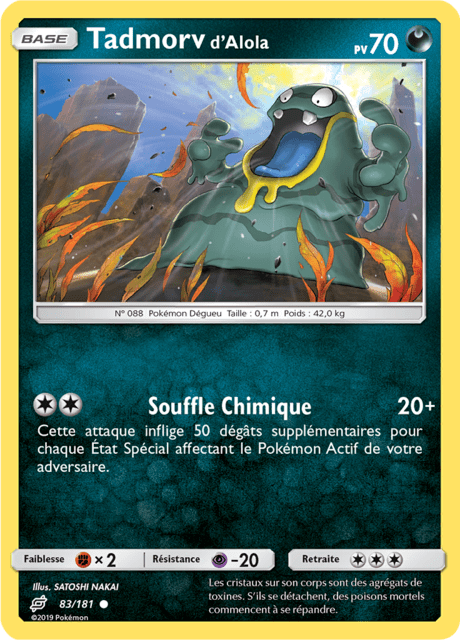 BASE Tadmorv d'Alola PV 70
N° 088 Pokémon Dégueu Taille : 0,7 m Poids : 42,0 kg
Souffle Chimique 20+
Cette attaque inflige 50 dégâts supplémentaires pour
chaque État Spécial affectant le Pokémon Actif de votre
adversaire.
Faiblesse × 2 Résistance -20 Retraite
Illus. SATOSHI NAKAI
83/181
©2019 Pokémon
Les cristaux sur son corps sont des agrégats de
toxines. S'ils se détachent, des poisons mortels
commencent à se répandre.